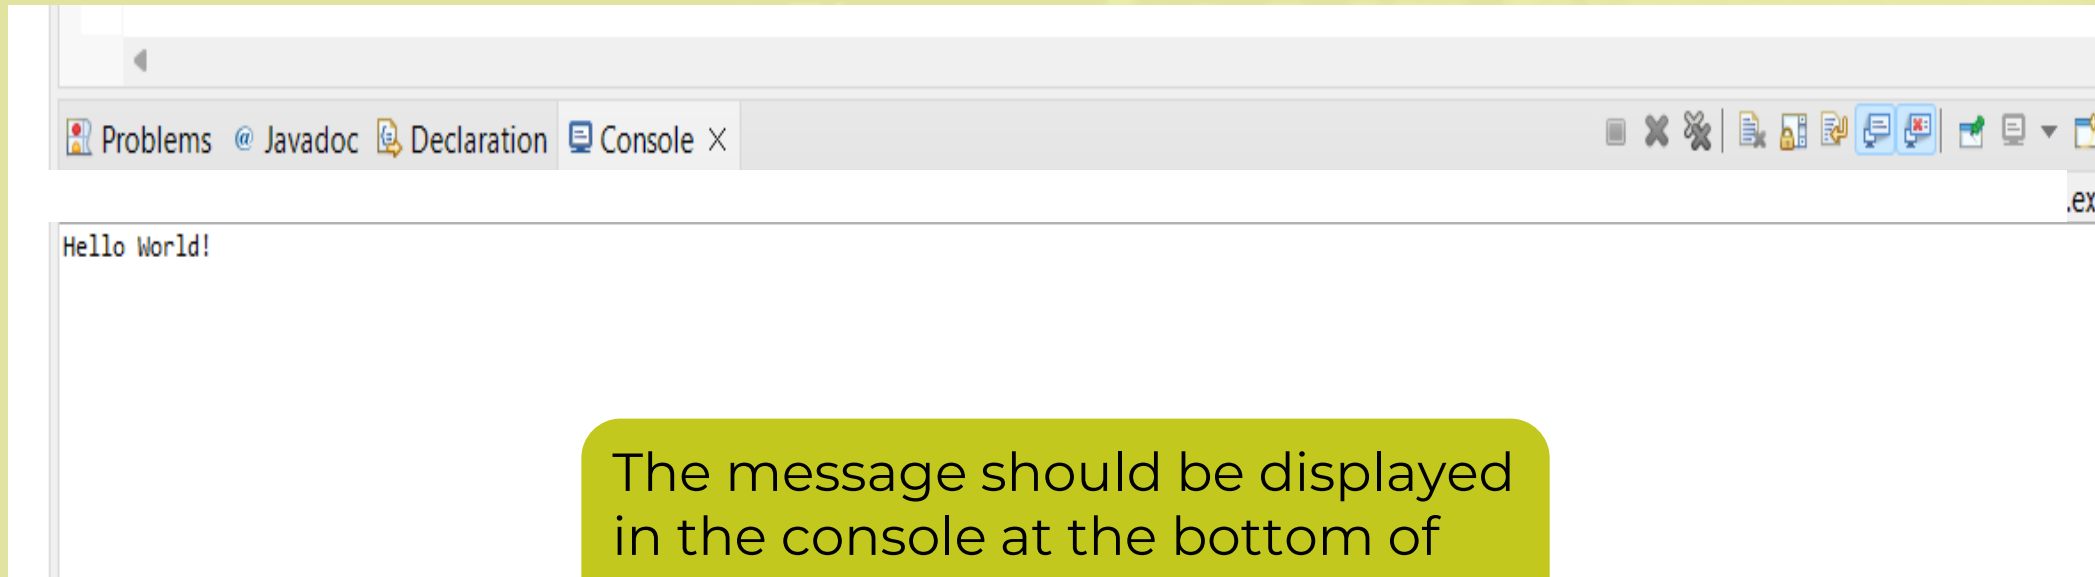 Problems @ Javadoc Declaration Console
.ex
Hello World!
The message should be displayed
in the console at the bottom of